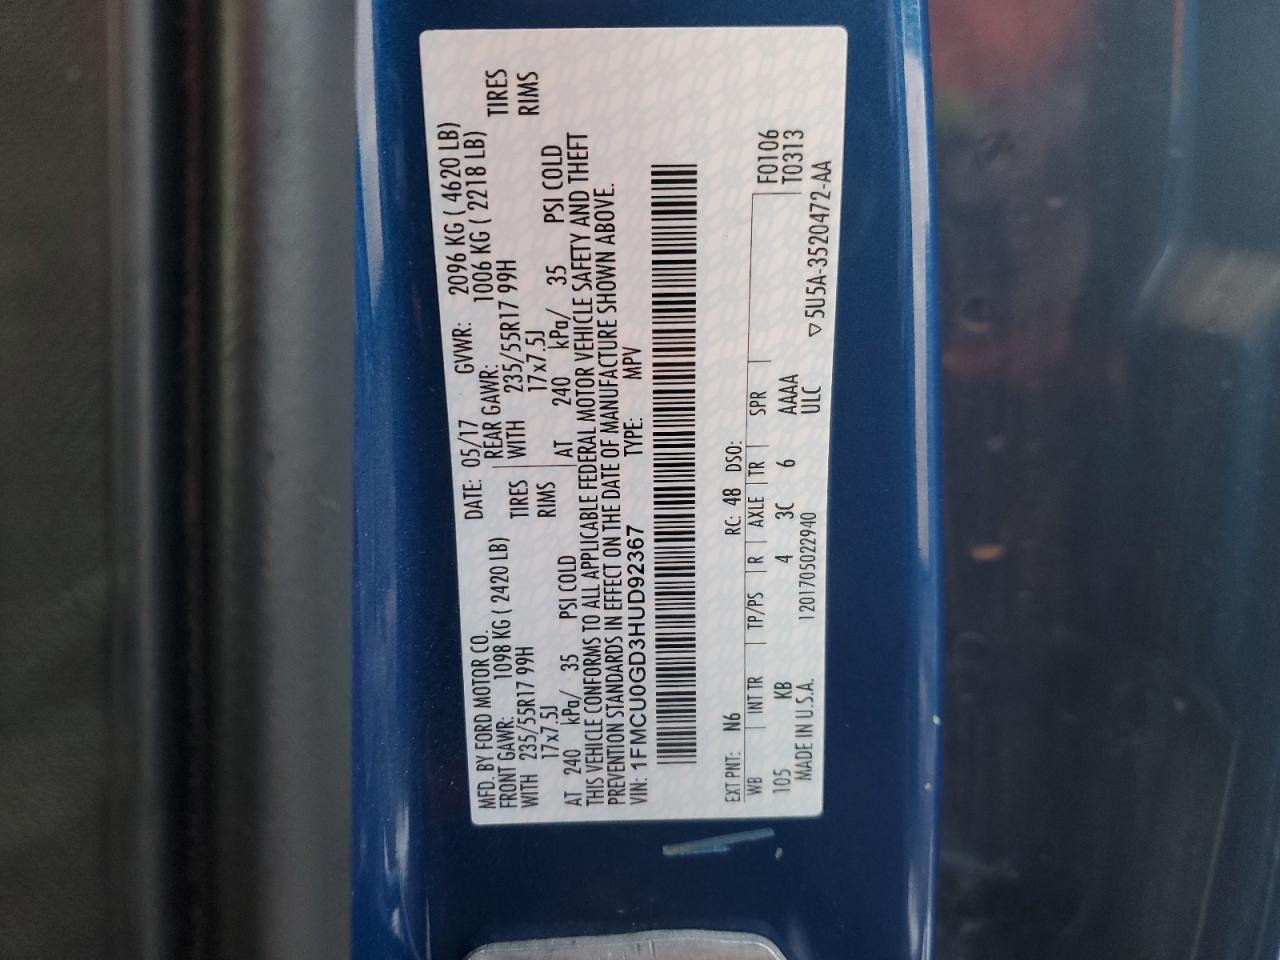 MFD. BY FORD MOTOR CO.
DATE: 05/17 GVWR: 2096 KG ( 4620 LB)
FRONT GAWR: 1098 KG ( 2420 LB) REAR GAWR: 1006 KG ( 2218 LB)
WITH 235/55R17 99H TIRES WITH 235/55R17 99H TIRES
17x7.5J RIMS 17x7.5J RIMS
AT 240 kPa/ 35 PSI COLD AT 240 kPa/ 35 PSI COLD
THIS VEHICLE CONFORMS TO ALL APPLICABLE FEDERAL MOTOR VEHICLE SAFETY AND THEFT
PREVENTION STANDARDS IN EFFECT ON THE DATE OF MANUFACTURE SHOWN ABOVE.
VIN: 1FMCU0GD3HUD92367 TYPE: MPV
EXT PNT: N6 RC: 48 DSO: F0106
WB INT TR TP/PS R AXLE TR SPR T0313
105 KB 4 3C 6 AAAA
MADE IN U.S.A. 1201705022940 ULC
5U5A-3520472-AA